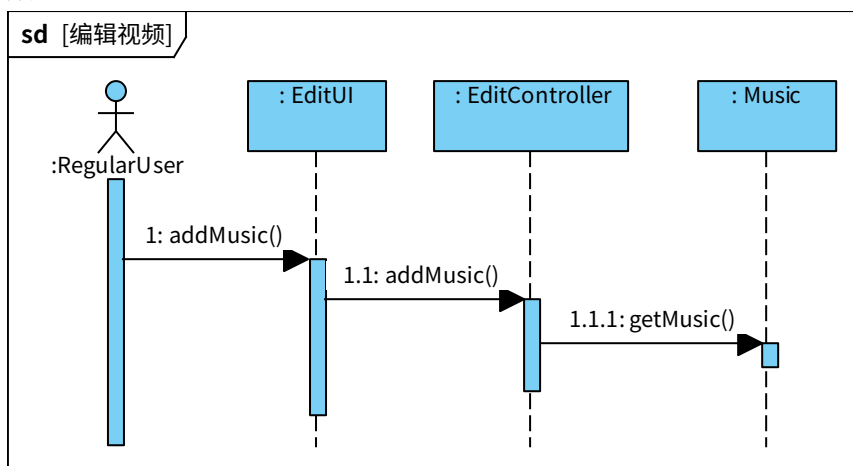 sd [编辑视频]
: EditUI
: EditController
: Music
:RegularUser
1: addMusic()
1.1: addMusic()
1.1.1: getMusic()